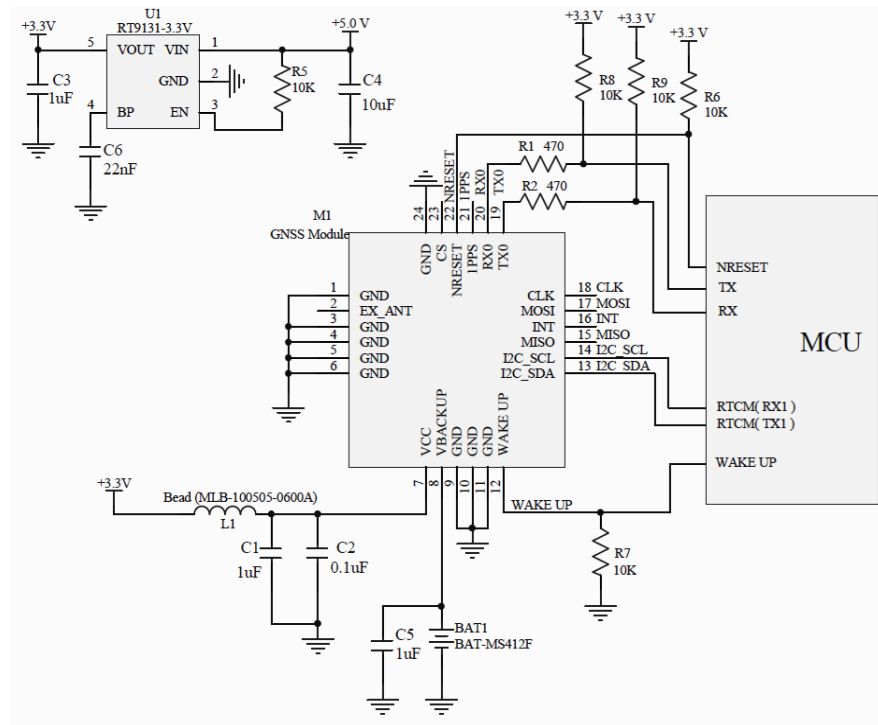 U1
RT9131-3.3V
+3.3V
+5.0 V
5 VOUT VIN 1
GND 2
4 BP EN 3
C3
1uF
R5
10K
C4
10uF
C6
22nF
+3.3 V
+3.3 V
+3.3 V
R8
10K
R9
10K
R6
10K
R1 470
R2 470
NRESET
1PPS
RX0
TX0
24
23
22
21
20
19
M1
GNSS Module
GND
CS
NRESET
1PPS
RX0
TX0
1 GND
2 EX_ANT
3 GND
4 GND
5 GND
6 GND
CLK 18 CLK
MOSI 17 MOSI
INT 16 INT
MISO 15 MISO
I2C_SCL 14 I2C_SCL
I2C_SDA 13 I2C_SDA
VCC
VBACKUP
GND
GND
GND
WAKE UP
7
8
9
10
11
12
NRESET
TX
RX
MCU
RTCM( RX1 )
RTCM( TX1 )
WAKE UP
WAKE UP
R7
10K
+3.3V
Bead (MLB-100505-0600A)
L1
C1
1uF
C2
0.1uF
C5
1uF
BAT1
BAT-MS412F